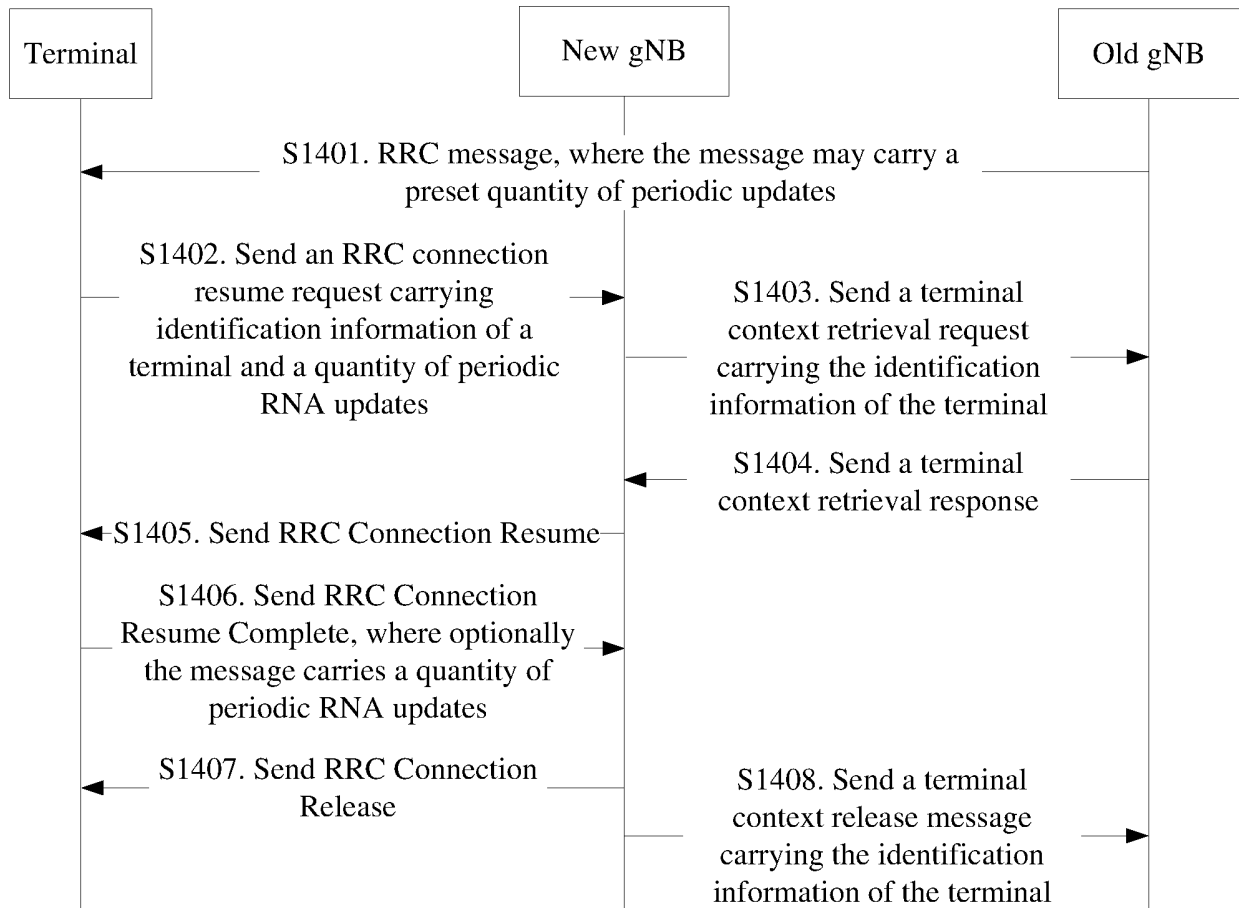 Terminal
New gNB
Old gNB
S1401. RRC message, where the message may carry a
preset quantity of periodic updates
S1402. Send an RRC connection
resume request carrying
identification information of a
terminal and a quantity of periodic
RNA updates
S1403. Send a terminal
context retrieval request
carrying the identification
information of the terminal
S1404. Send a terminal
context retrieval response
S1405. Send RRC Connection Resume
S1406. Send RRC Connection
Resume Complete, where optionally
the message carries a quantity of
periodic RNA updates
S1407. Send RRC Connection
Release
S1408. Send a terminal
context release message
carrying the identification
information of the terminal